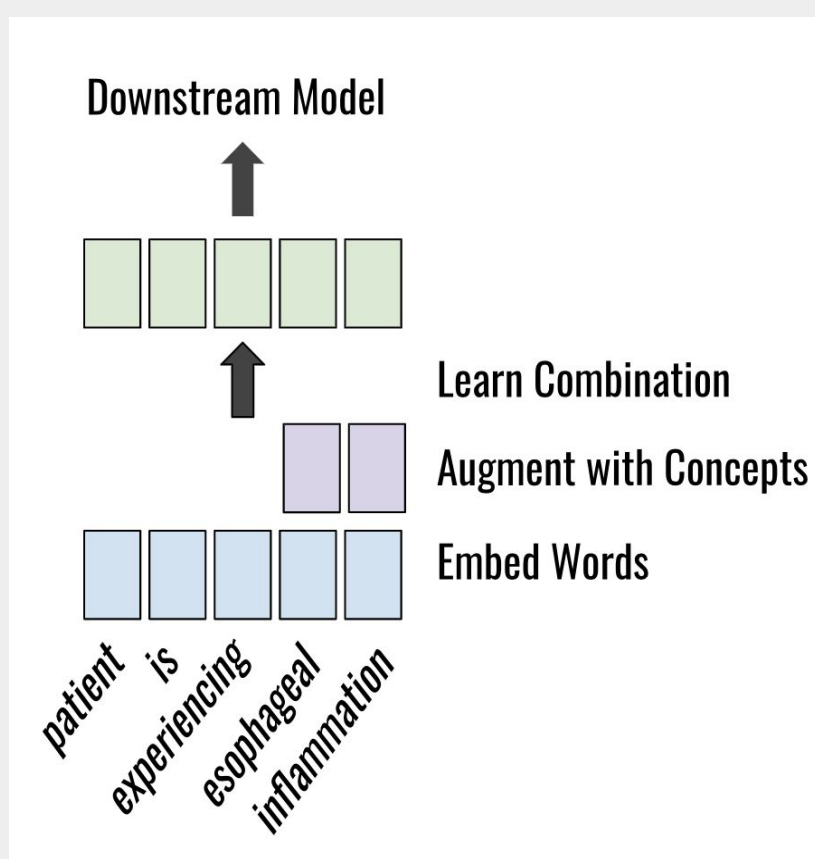 Downstream Model
Learn Combination
Augment with Concepts
Embed Words
patient
is
experiencing
esophageal
inflammation